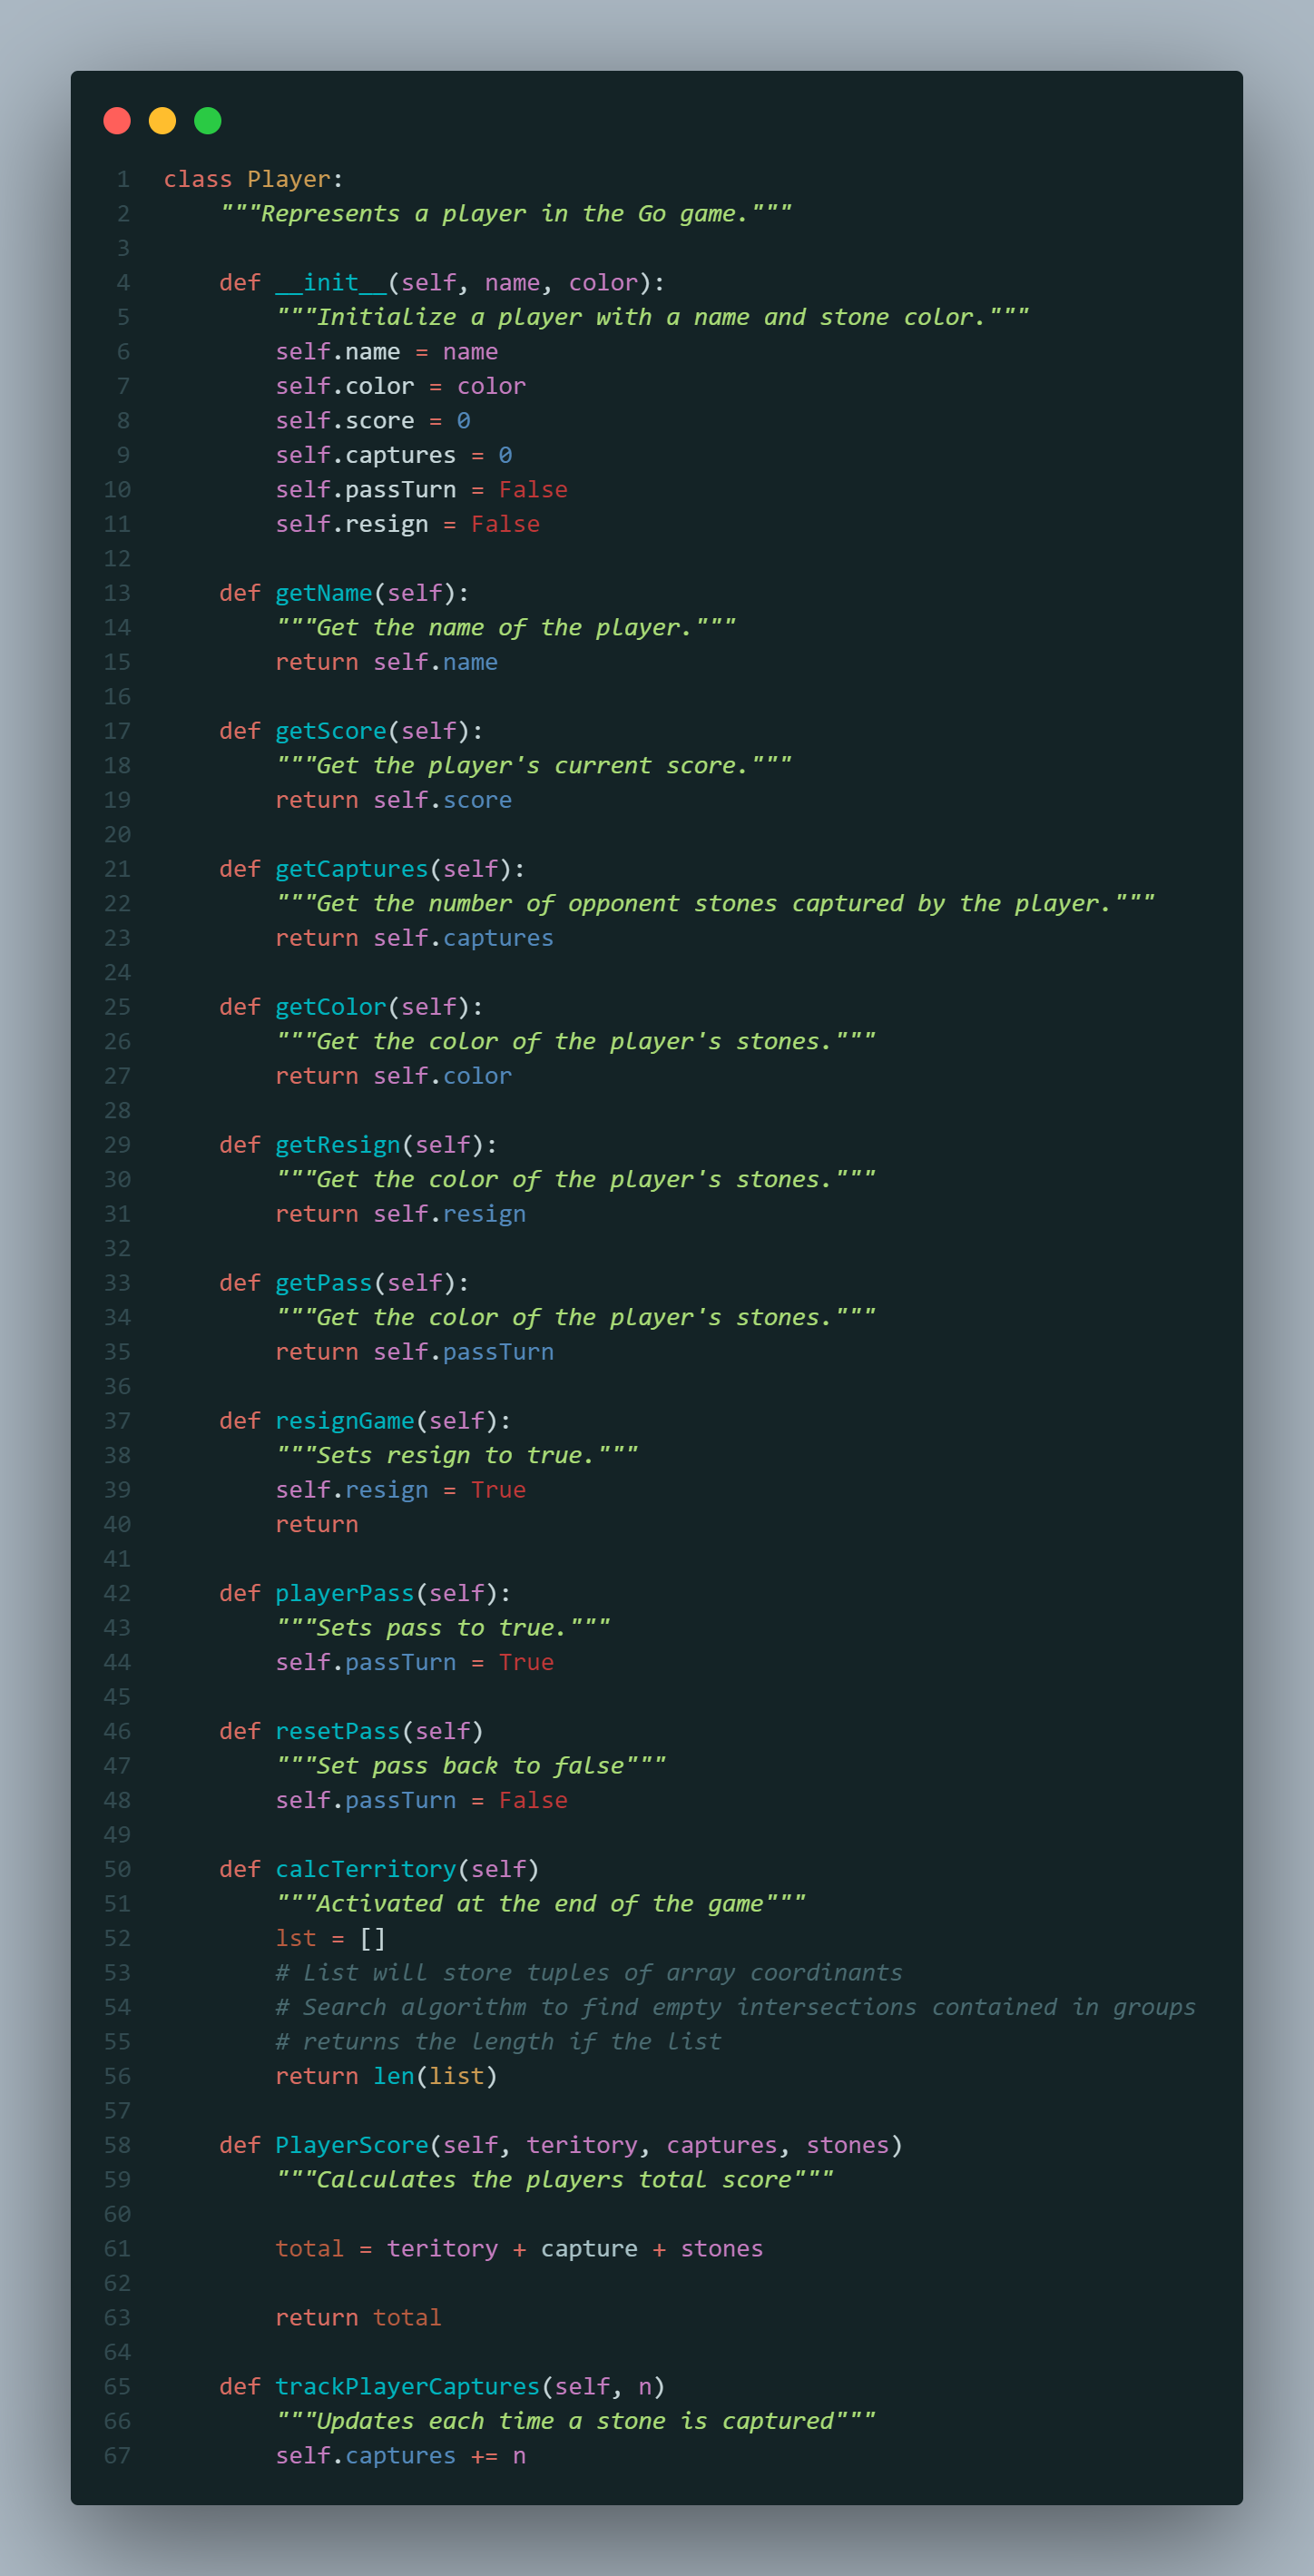 1 class Player:
2     """Represents a player in the Go game."""
3
4     def __init__(self, name, color):
5         """Initialize a player with a name and stone color."""
6         self.name = name
7         self.color = color
8         self.score = 0
9         self.captures = 0
10         self.passTurn = False
11         self.resign = False
12
13     def getName(self):
14         """Get the name of the player."""
15         return self.name
16
17     def getScore(self):
18         """Get the player's current score."""
19         return self.score
20
21     def getCaptures(self):
22         """Get the number of opponent stones captured by the player."""
23         return self.captures
24
25     def getColor(self):
26         """Get the color of the player's stones."""
27         return self.color
28
29     def getResign(self):
30         """Get the color of the player's stones."""
31         return self.resign
32
33     def getPass(self):
34         """Get the color of the player's stones."""
35         return self.passTurn
36
37     def resignGame(self):
38         """Sets resign to true."""
39         self.resign = True
40         return
41
42     def playerPass(self):
43         """Sets pass to true."""
44         self.passTurn = True
45
46     def resetPass(self)
47         """Set pass back to false"""
48         self.passTurn = False
49
50     def calcTerritory(self)
51         """Activated at the end of the game"""
52         lst = []
53         # List will store tuples of array coordinants
54         # Search algorithm to find empty intersections contained in groups
55         # returns the length if the list
56         return len(list)
57
58     def PlayerScore(self, teritory, captures, stones)
59         """Calculates the players total score"""
60
61         total = teritory + capture + stones
62
63         return total
64
65     def trackPlayerCaptures(self, n)
66         """Updates each time a stone is captured"""
67         self.captures += n